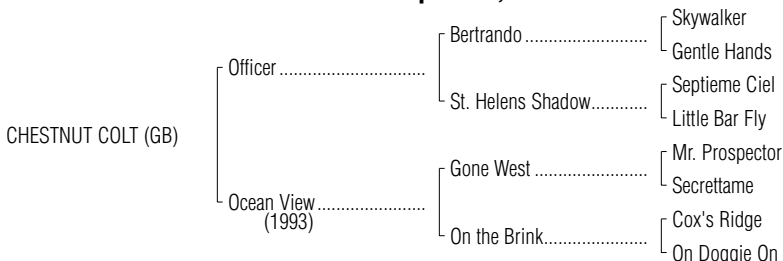 Skywalker
Bertrando ..........................
Gentle Hands
Officer ...............................
Septieme Ciel
St. Helens Shadow............
Little Bar Fly
CHESTNUT COLT (GB)
Mr. Prospector
Gone West ........................
Secrettame
Ocean View.......................
(1993)
Cox's Ridge
On the Brink......................
On Doggie On